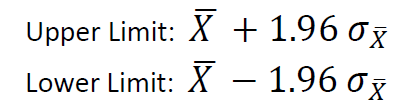 Upper Limit: X̅ + 1.96 σ_X̅
Lower Limit: X̅ − 1.96 σ_X̅